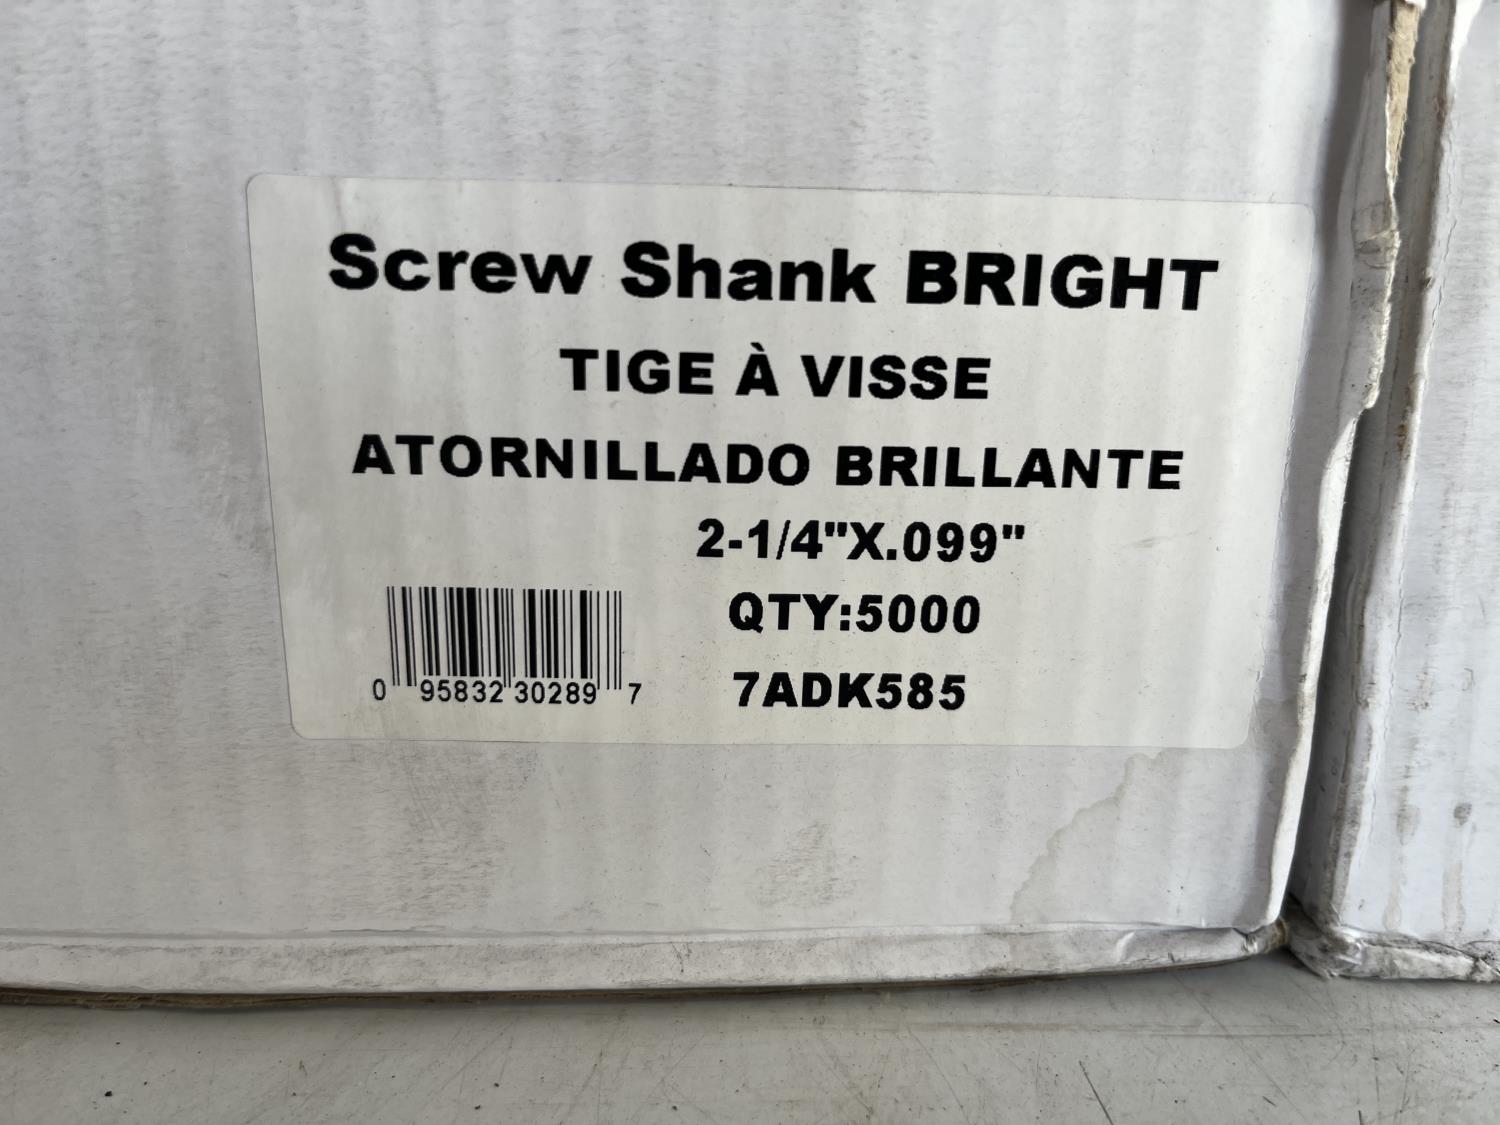 Screw Shank BRIGHT
TIGE À VISSE
ATORNILLADO BRILLANTE
2-1/4"X.099"
QTY:5000
7ADK585
0 95832 30289 7